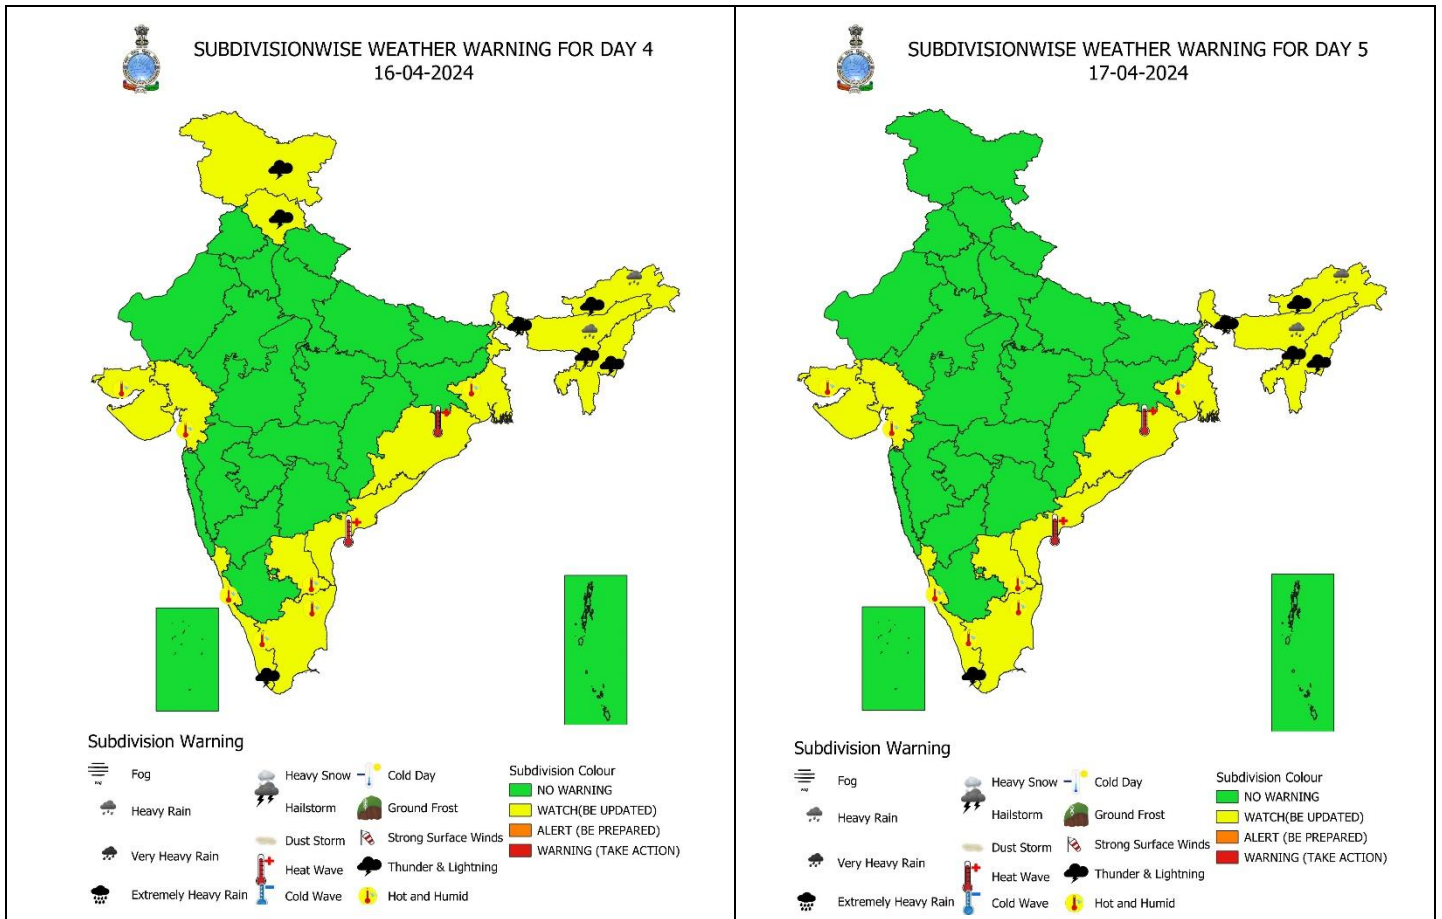 SUBDIVISIONWISE WEATHER WARNING FOR DAY 4
16-04-2024
Subdivision Warning
Fog
Heavy Rain
Very Heavy Rain
Extremely Heavy Rain
Heavy Snow
Hailstorm
Dust Storm
Heat Wave
Cold Wave
Cold Day
Ground Frost
Strong Surface Winds
Thunder & Lightning
Hot and Humid
Subdivision Colour
NO WARNING
WATCH(BE UPDATED)
ALERT (BE PREPARED)
WARNING (TAKE ACTION)
SUBDIVISIONWISE WEATHER WARNING FOR DAY 5
17-04-2024
Subdivision Warning
Fog
Heavy Rain
Very Heavy Rain
Extremely Heavy Rain
Heavy Snow
Hailstorm
Dust Storm
Heat Wave
Cold Wave
Cold Day
Ground Frost
Strong Surface Winds
Thunder & Lightning
Hot and Humid
Subdivision Colour
NO WARNING
WATCH(BE UPDATED)
ALERT (BE PREPARED)
WARNING (TAKE ACTION)